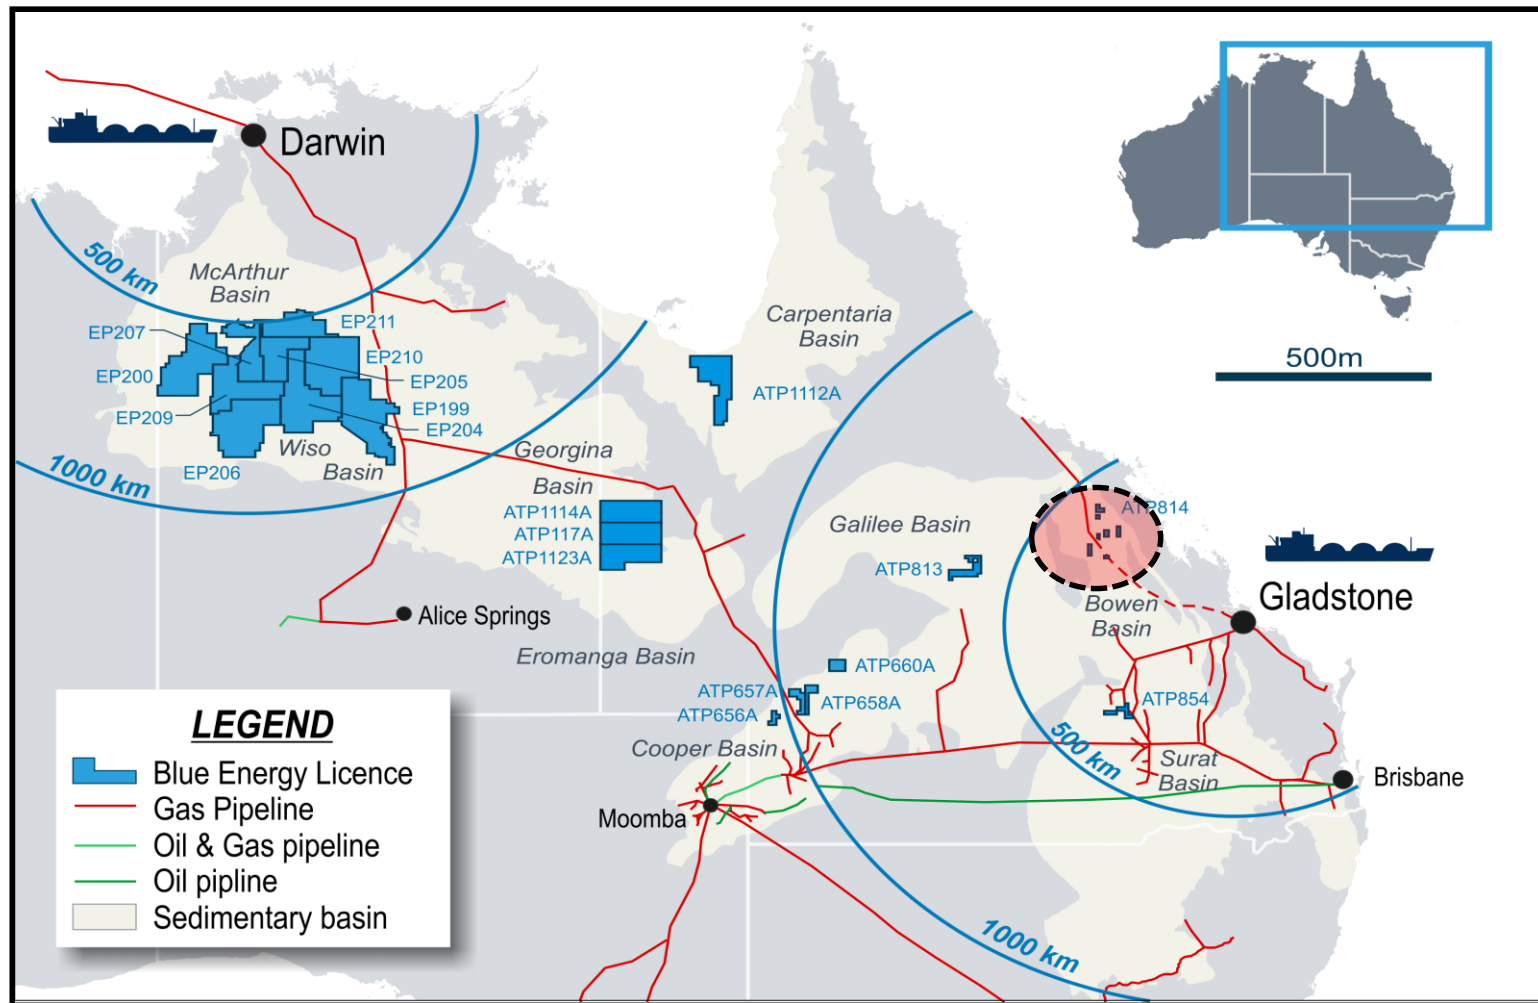 Darwin
500 km
McArthur
Basin
EP207
EP211
EP200
EP210
EP205
EP209
EP199
EP204
Wiso
Basin
EP206
1000 km
Carpentaria
Basin
ATP1112A
500m
Georgina
Basin
ATP1114A
ATP117A
ATP1123A
Galilee Basin
ATP813
ATP814
Bowen
Basin
Gladstone
Alice Springs
Eromanga Basin
ATP660A
ATP657A
ATP658A
ATP656A
ATP854
Cooper Basin
Surat
Basin
500 km
Brisbane
Moomba
1000 km
LEGEND
Blue Energy Licence
Gas Pipeline
Oil & Gas pipeline
Oil pipline
Sedimentary basin